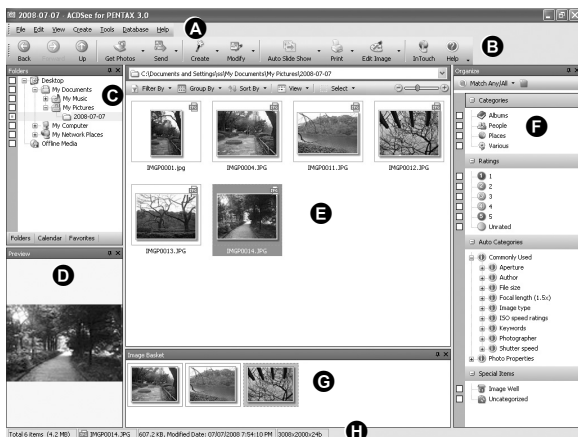 2008-07-07 - ACDSee for PENTAX 3.0
File Edit View Create Tools Database Help
A
Back Forward Up Get Photos Send Create Modify Auto Slide Show Print Edit Image InTouch Help
B
Folders
Desktop
My Documents
My Music
My Pictures
2008-07-07
My Computer
My Network Places
Offline Media
C
Folders Calendar Favorites
Preview
D
C:\Documents and Settings\ss\My Documents\My Pictures\2008-07-07
Filter By Group By Sort By View Select
IMGP0001.jpg IMGP0004.JPG IMGP0011.JPG IMGP0012.JPG
IMGP0013.JPG IMGP0014.JPG
E
Image Basket
G
Organize
Match Any/All
Categories
Albums
People
Places
Various
F
Ratings
1
2
3
4
5
Unrated
Auto Categories
Commonly Used
Aperture
Author
File size
Focal length (1.5x)
Image type
ISO speed ratings
Keywords
Photographer
Shutter speed
Photo Properties
Special Items
Image Well
Uncategorized
Total 6 items (4.2 MB) IMGP0014.JPG 607.2 KB, Modified Date: 07/07/2008 7:54:10 PM 3008x2000x24b
H